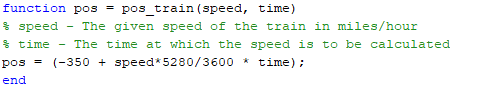 function pos = pos_train(speed, time)
% speed - The given speed of the train in miles/hour
% time - The time at which the speed is to be calculated
pos = (-350 + speed*5280/3600 * time);
end